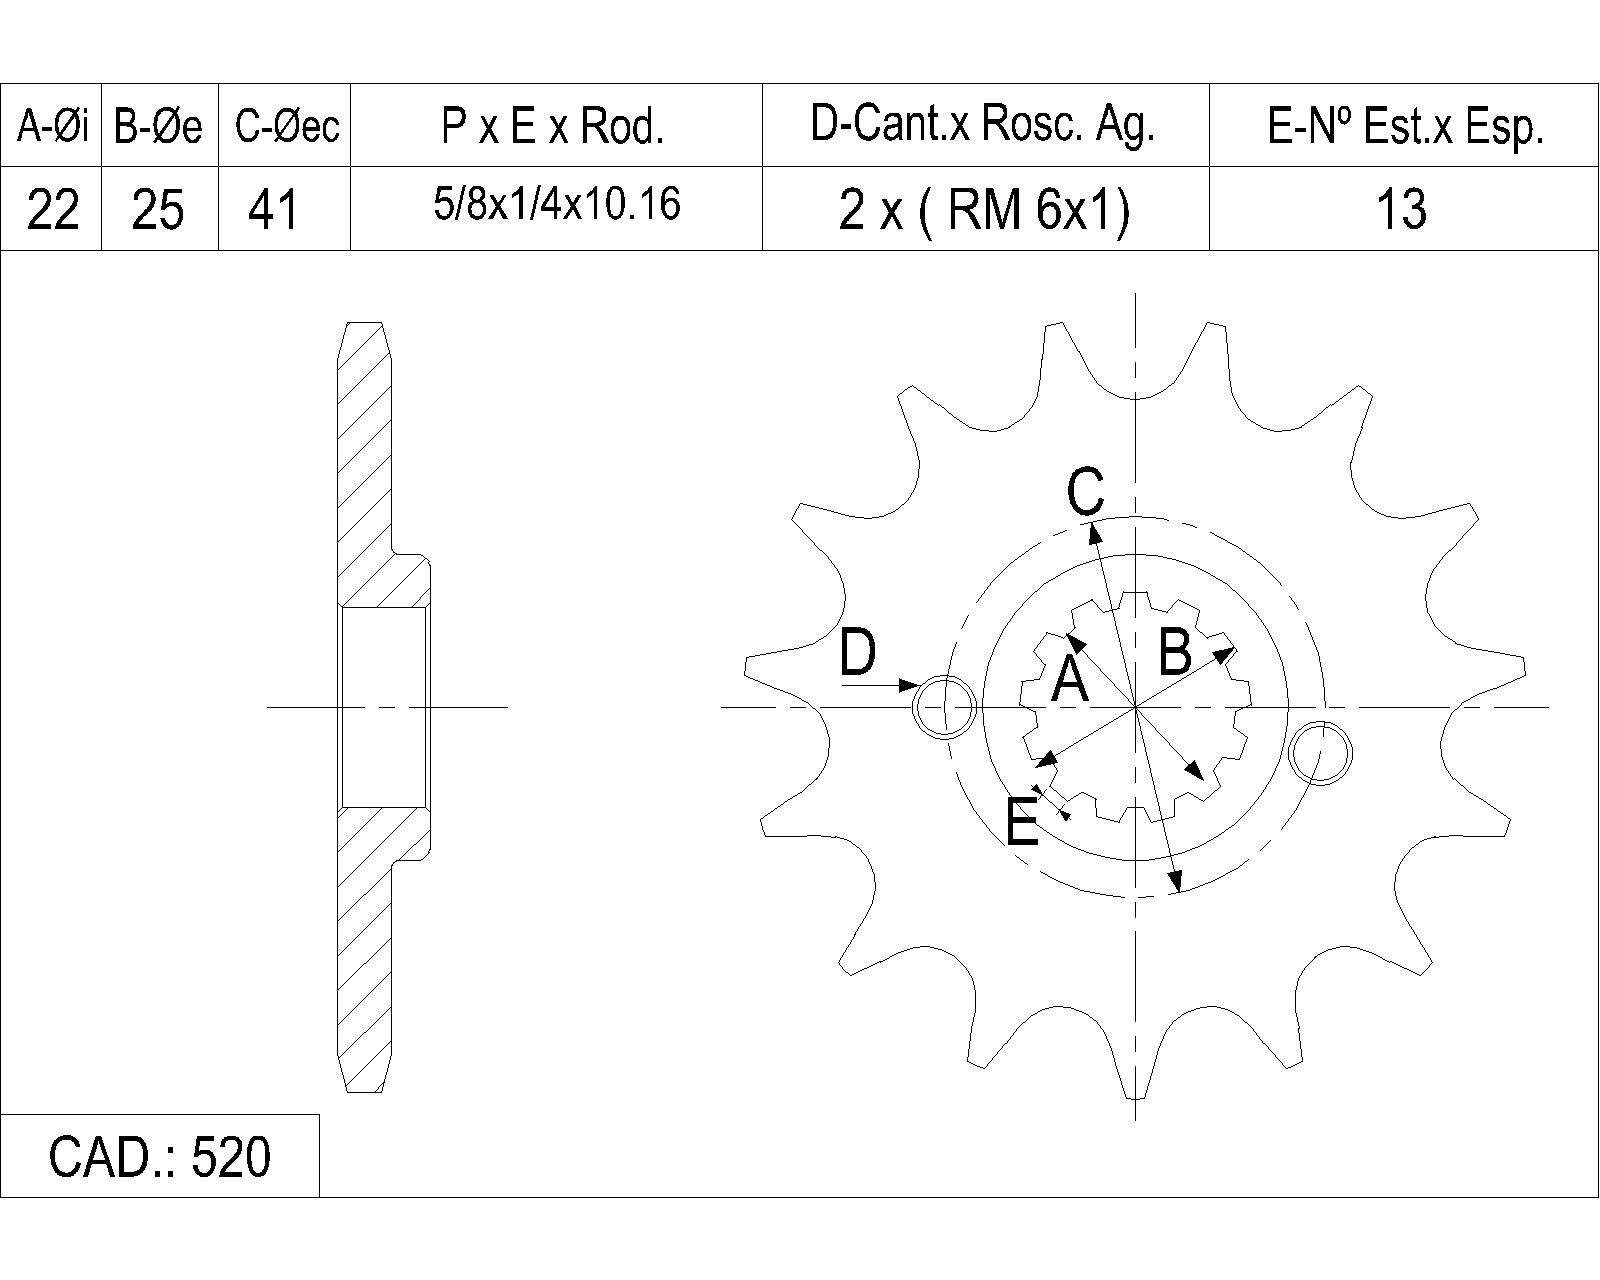 A-Øi B-Øe C-Øec P x E x Rod. D-Cant.x Rosc. Ag. E-Nº Est.x Esp.
22 25 41 5/8x1/4x10.16 2 x ( RM 6x1) 13
C
D
B
A
E
CAD.: 520